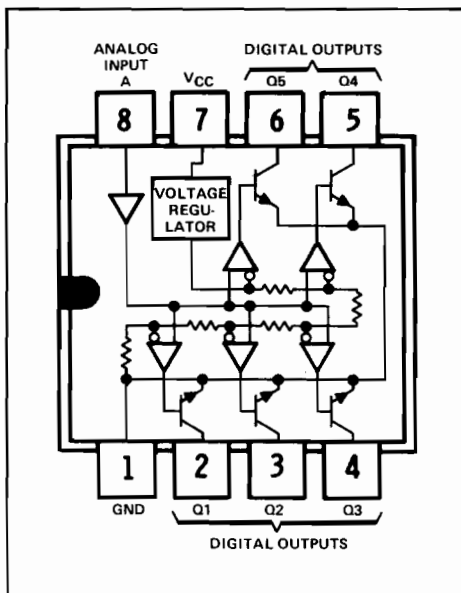 ANALOG INPUT A
VCC
DIGITAL OUTPUTS
Q5
Q4
8
7
6
5
VOLTAGE
REGU-
LATOR
1
2
3
4
GND
Q1
Q2
Q3
DIGITAL OUTPUTS